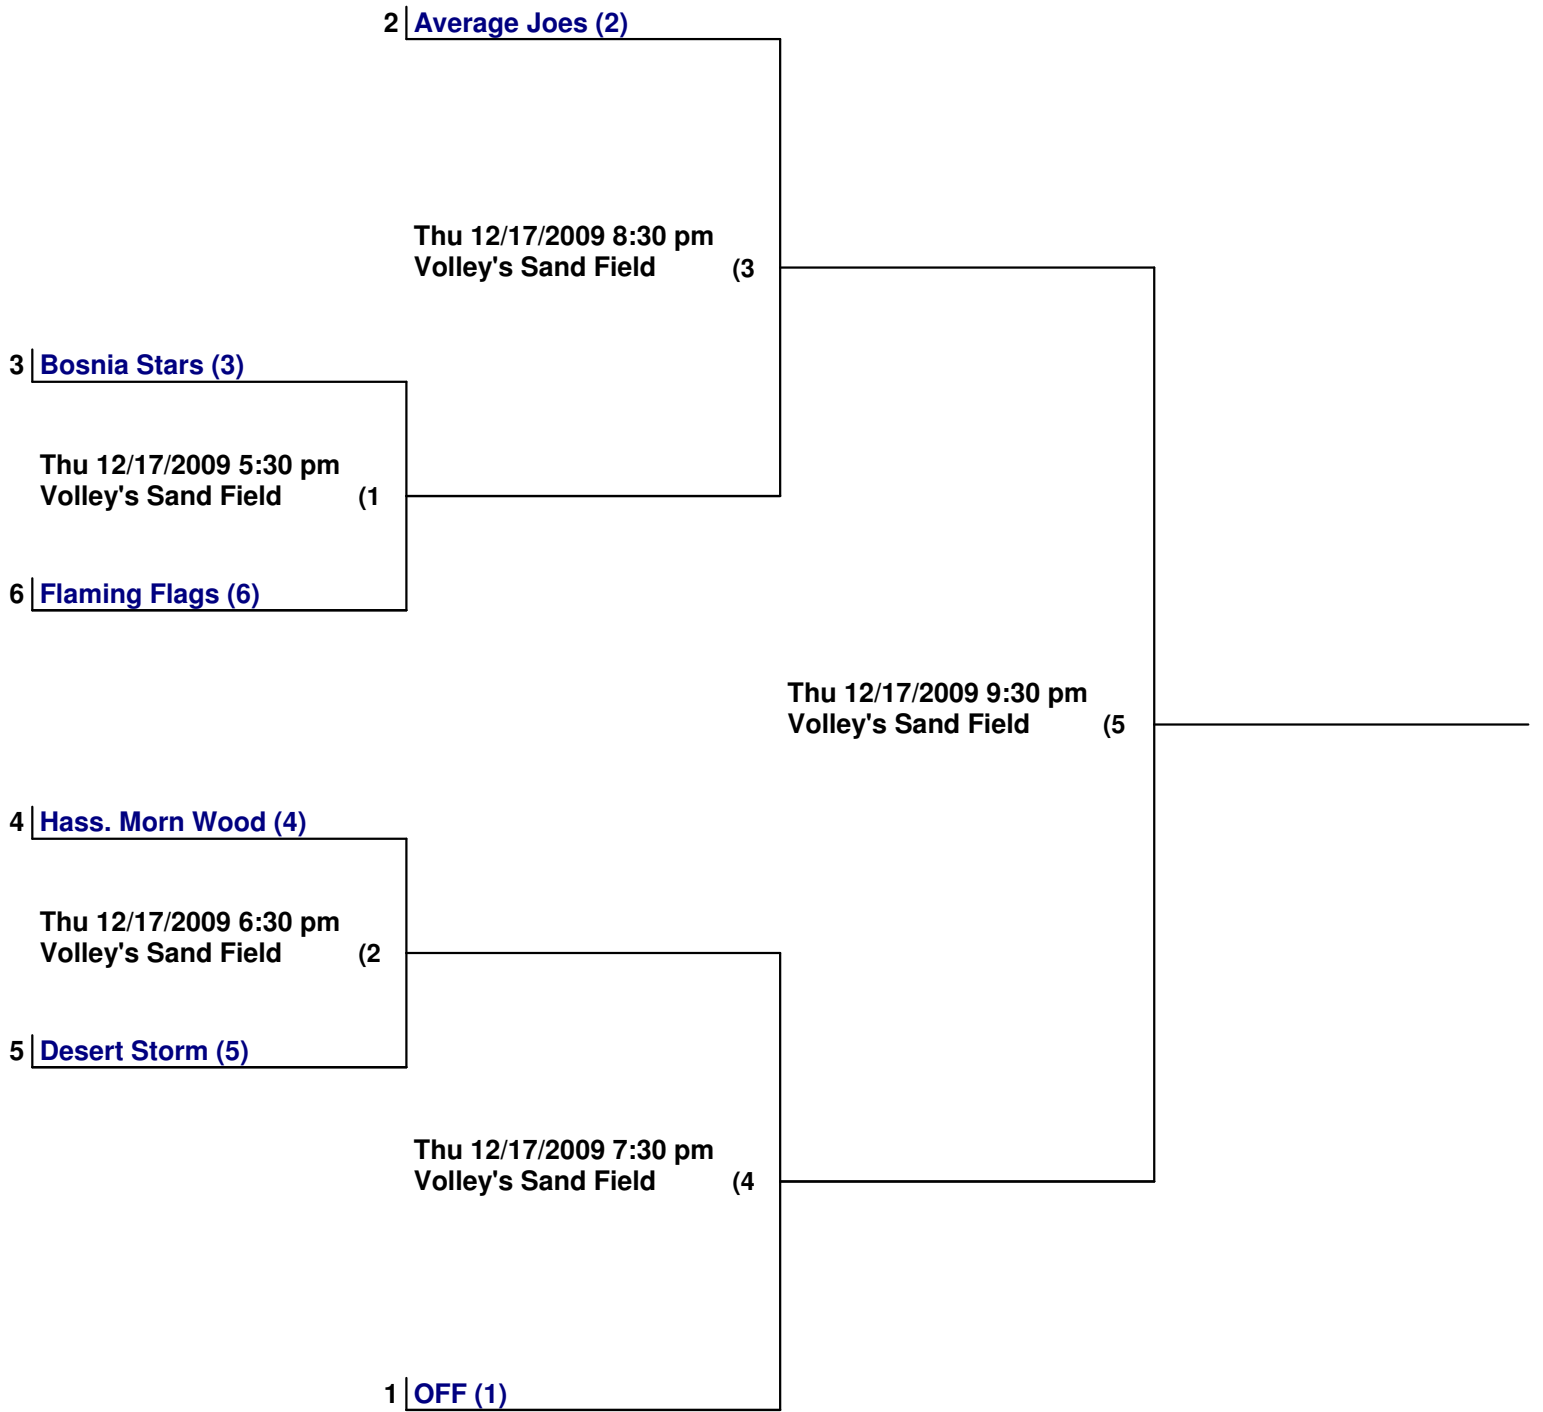 2 Average Joes (2)
Thu 12/17/2009 8:30 pm
Volley's Sand Field (3
3 Bosnia Stars (3)
Thu 12/17/2009 5:30 pm
Volley's Sand Field (1
6 Flaming Flags (6)
Thu 12/17/2009 9:30 pm
Volley's Sand Field (5
4 Hass. Morn Wood (4)
Thu 12/17/2009 6:30 pm
Volley's Sand Field (2
5 Desert Storm (5)
Thu 12/17/2009 7:30 pm
Volley's Sand Field (4
1 OFF (1)